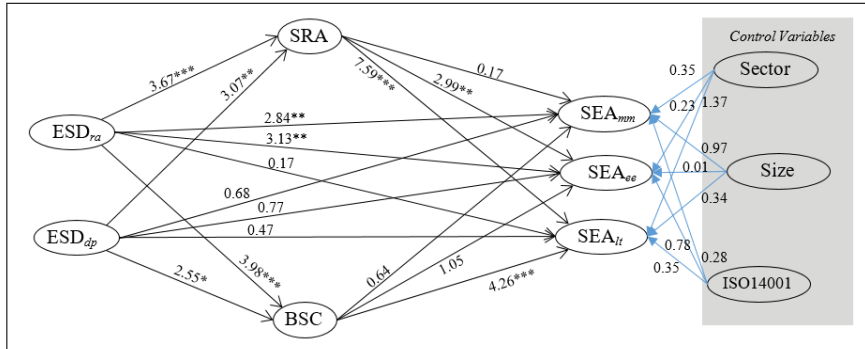 SRA
Control Variables
3.67***
0.17
0.35
Sector
3.07**
7.59***
2.99**
0.23
1.37
ESDra
2.84**
SEAmm
3.13**
0.97
0.17
SEAee
0.01
Size
0.68
0.77
0.34
ESDdp
0.47
SEAlt
0.78
3.98***
0.64
1.05
0.28
2.55*
4.26***
0.35
ISO14001
BSC